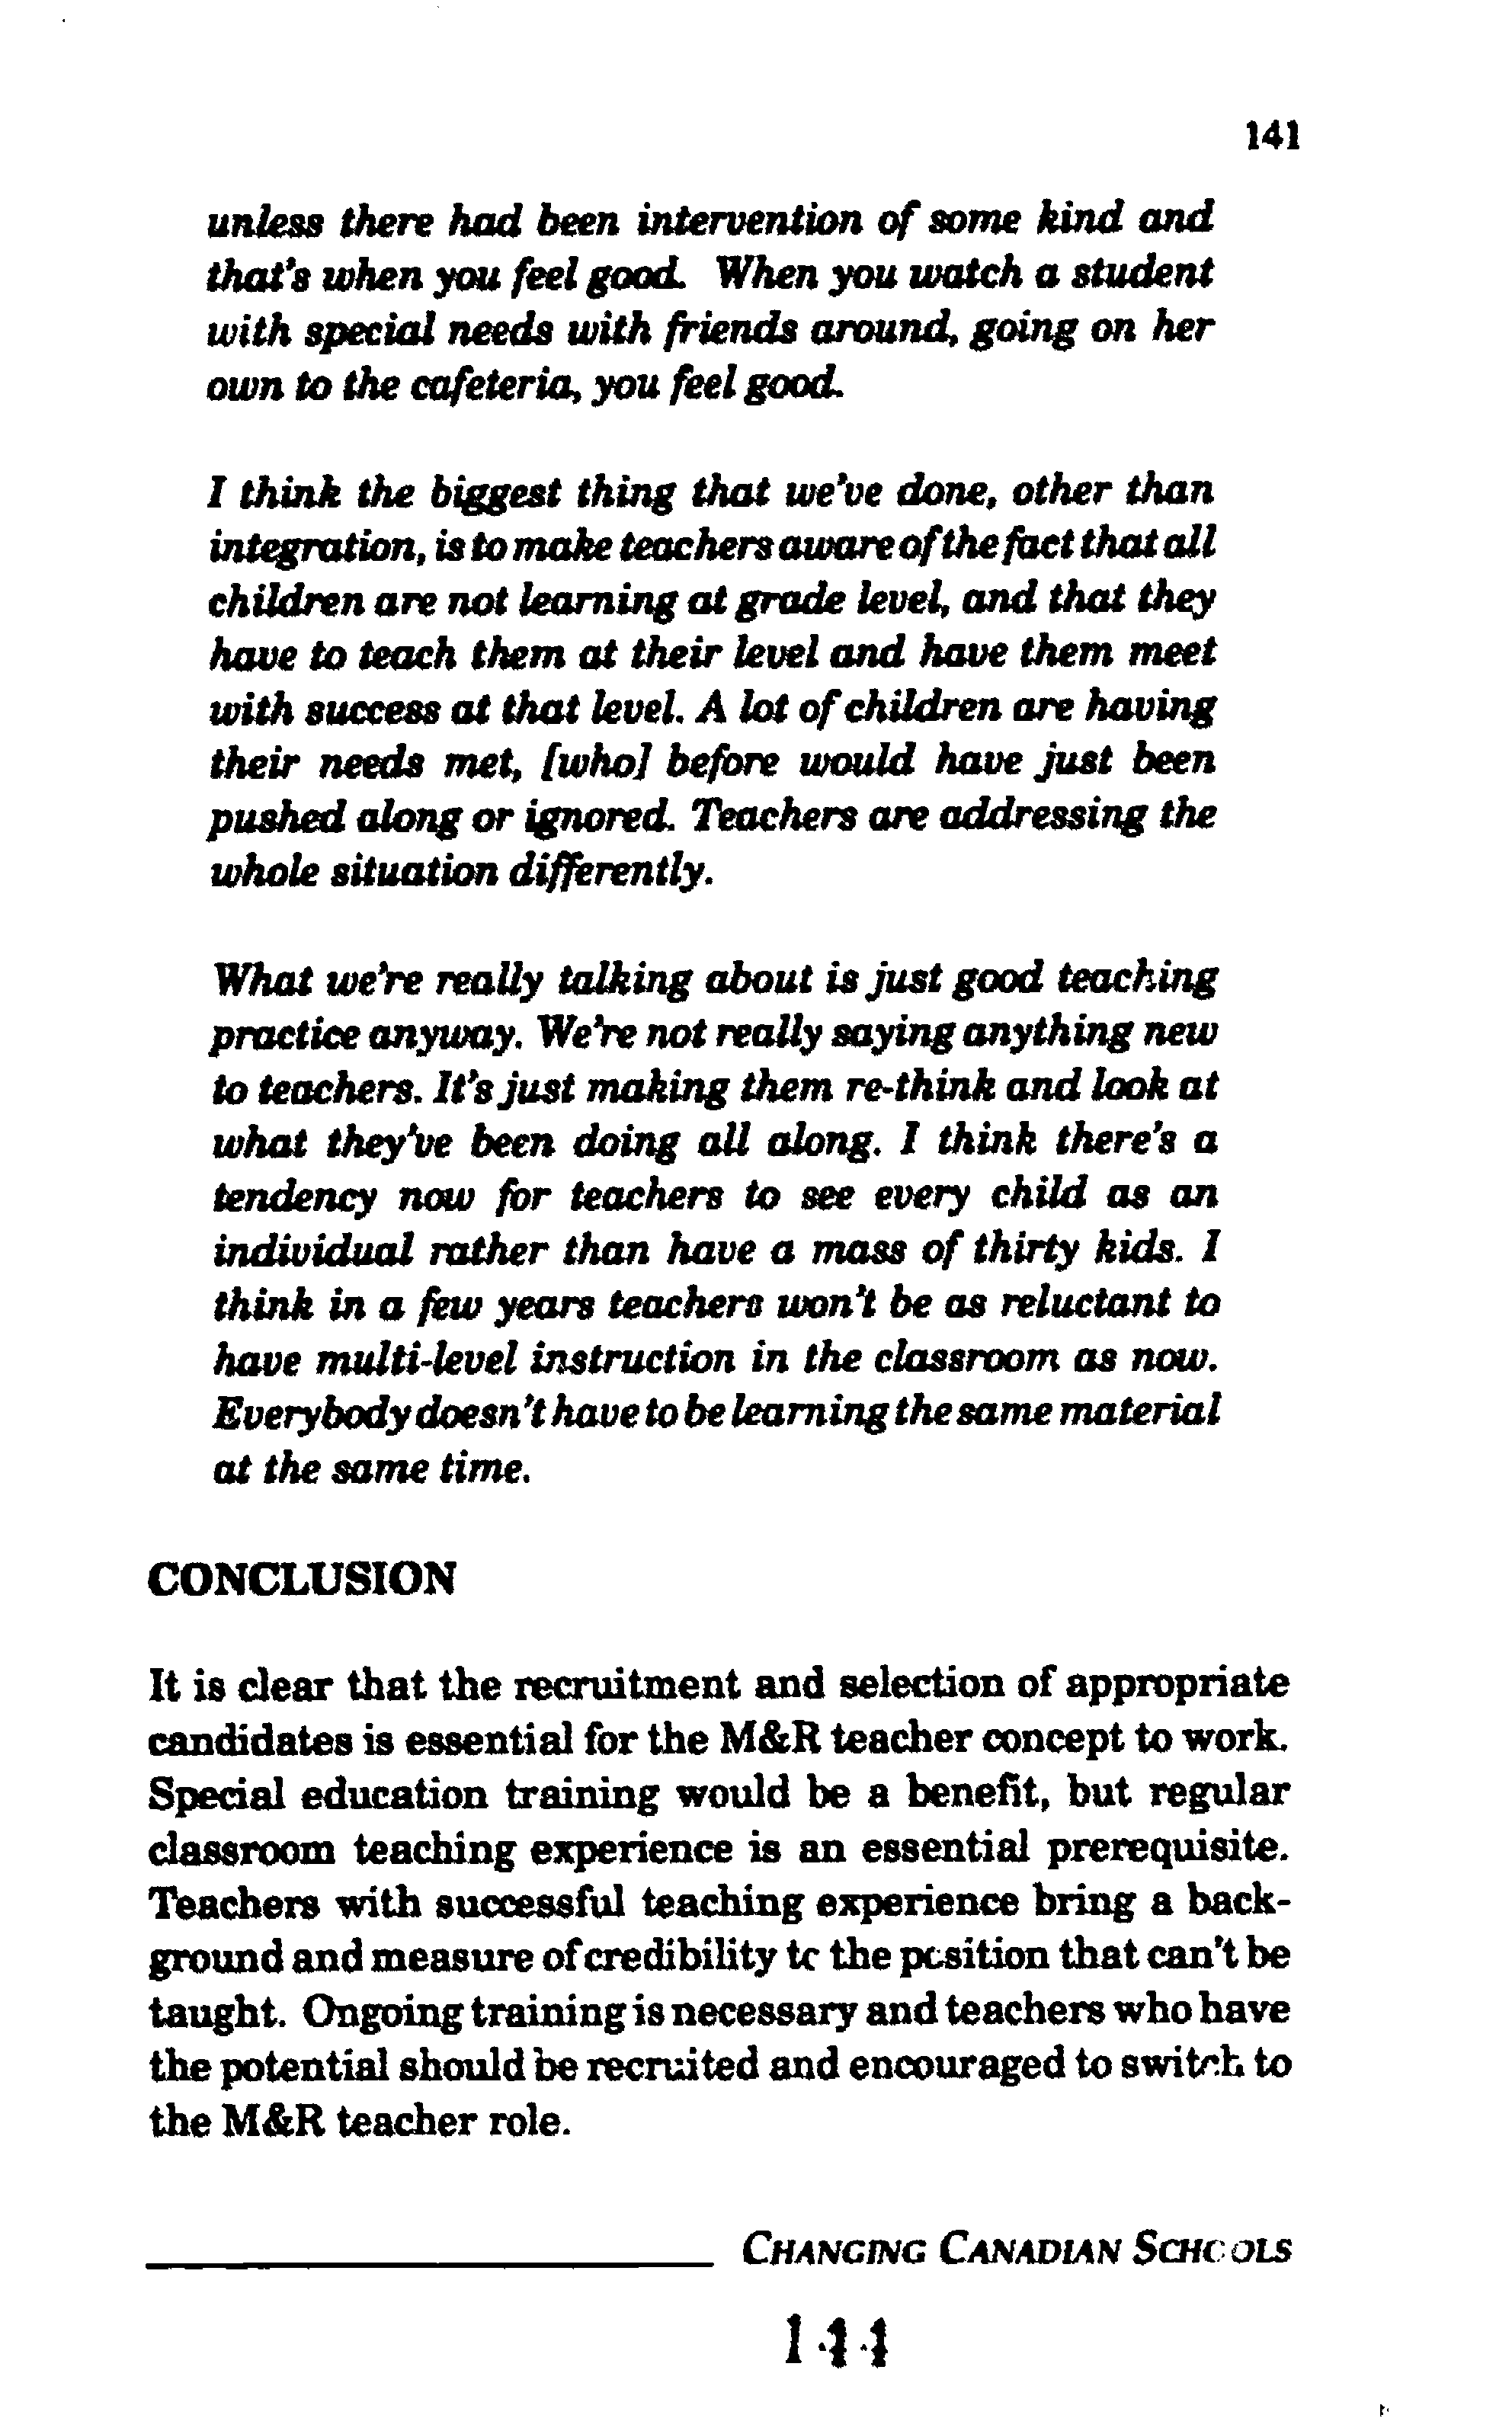 141
unless there had been intervention of some kind and
that's when you feel good. When you watch a student
with special needs with friends around, going on her
own to the cafeteria, you feel good.
I think the biggest thing that we've done, other than
integration, is to make teachers aware of the fact that all
children are not learning at grade level, and that they
have to teach them at their level and have them meet
with success at that level. A lot of children are having
their needs met, [who] before would have just been
pushed along or ignored. Teachers are addressing the
whole situation differently.
What we're really talking about is just good teaching
practice anyway. We're not really saying anything new
to teachers. It's just making them re-think and look at
what they've been doing all along. I think there's a
tendency now for teachers to see every child as an
individual rather than have a mass of thirty kids. I
think in a few years teachers won't be as reluctant to
have multi-level instruction in the classroom as now.
Everybody doesn't have to be learning the same material
at the same time.
CONCLUSION
It is clear that the recruitment and selection of appropriate
candidates is essential for the M&R teacher concept to work.
Special education training would be a benefit, but regular
classroom teaching experience is an essential prerequisite.
Teachers with successful teaching experience bring a back-
ground and measure of credibility to the position that can't be
taught. Ongoing training is necessary and teachers who have
the potential should be recruited and encouraged to switch to
the M&R teacher role.
CHANGING CANADIAN SCHOOLS
144